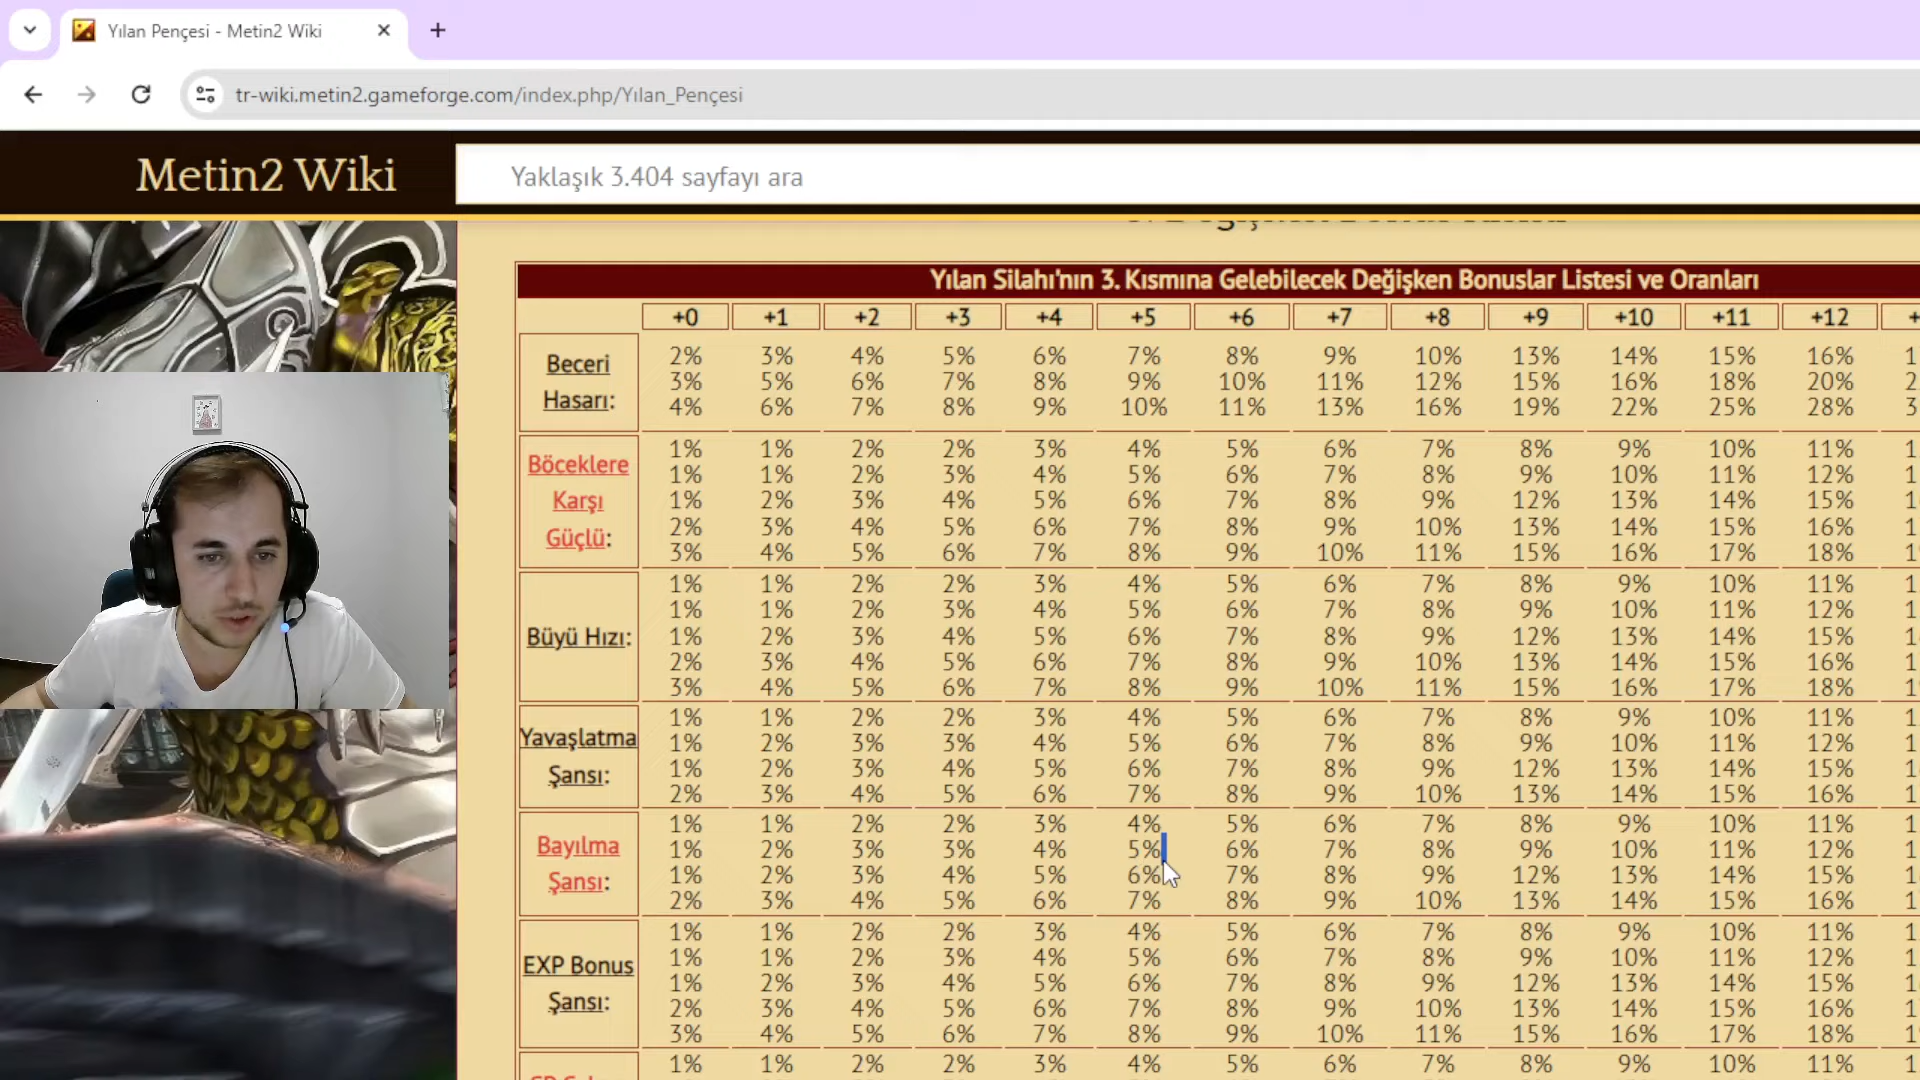 Yılan Pençesi - Metin2 Wiki
tr-wiki.metin2.gameforge.com/index.php/Yılan_Pençesi
Metin2 Wiki
Yaklaşık 3.404 sayfayı ara
Yılan Silahı'nın 3. Kısmına Gelebilecek Değişken Bonuslar Listesi ve Oranları
+0 +1 +2 +3 +4 +5 +6 +7 +8 +9 +10 +11 +12
Beceri
Hasarı:
2% 3% 4% 5% 6% 7% 8% 9% 10% 13% 14% 15% 16%
3% 5% 6% 7% 8% 9% 10% 11% 12% 15% 16% 18% 20%
4% 6% 7% 8% 9% 10% 11% 13% 16% 19% 22% 25% 28%
Böceklere
Karşı
Güçlü:
1% 1% 2% 2% 3% 4% 5% 6% 7% 8% 9% 10% 11%
1% 1% 2% 3% 4% 5% 6% 7% 8% 9% 10% 11% 12%
1% 2% 3% 4% 5% 6% 7% 8% 9% 12% 13% 14% 15%
2% 3% 4% 5% 6% 7% 8% 9% 10% 13% 14% 15% 16%
3% 4% 5% 6% 7% 8% 9% 10% 11% 15% 16% 17% 18%
Büyü Hızı:
1% 1% 2% 2% 3% 4% 5% 6% 7% 8% 9% 10% 11%
1% 1% 2% 3% 4% 5% 6% 7% 8% 9% 10% 11% 12%
1% 2% 3% 4% 5% 6% 7% 8% 9% 12% 13% 14% 15%
2% 3% 4% 5% 6% 7% 8% 9% 10% 13% 14% 15% 16%
3% 4% 5% 6% 7% 8% 9% 10% 11% 15% 16% 17% 18%
Yavaşlatma
Şansı:
1% 1% 2% 2% 3% 4% 5% 6% 7% 8% 9% 10% 11%
1% 2% 3% 3% 4% 5% 6% 7% 8% 9% 10% 11% 12%
1% 2% 3% 4% 5% 6% 7% 8% 9% 12% 13% 14% 15%
2% 3% 4% 5% 6% 7% 8% 9% 10% 13% 14% 15% 16%
Bayılma
Şansı:
1% 1% 2% 2% 3% 4% 5% 6% 7% 8% 9% 10% 11%
1% 2% 3% 3% 4% 5% 6% 7% 8% 9% 10% 11% 12%
1% 2% 3% 4% 5% 6% 7% 8% 9% 12% 13% 14% 15%
2% 3% 4% 5% 6% 7% 8% 9% 10% 13% 14% 15% 16%
EXP Bonus
Şansı:
1% 1% 2% 2% 3% 4% 5% 6% 7% 8% 9% 10% 11%
1% 1% 2% 3% 4% 5% 6% 7% 8% 9% 10% 11% 12%
1% 2% 3% 4% 5% 6% 7% 8% 9% 12% 13% 14% 15%
2% 3% 4% 5% 6% 7% 8% 9% 10% 13% 14% 15% 16%
3% 4% 5% 6% 7% 8% 9% 10% 11% 15% 16% 17% 18%
1% 1% 2% 2% 3% 4% 5% 6% 7% 8% 9% 10% 11%